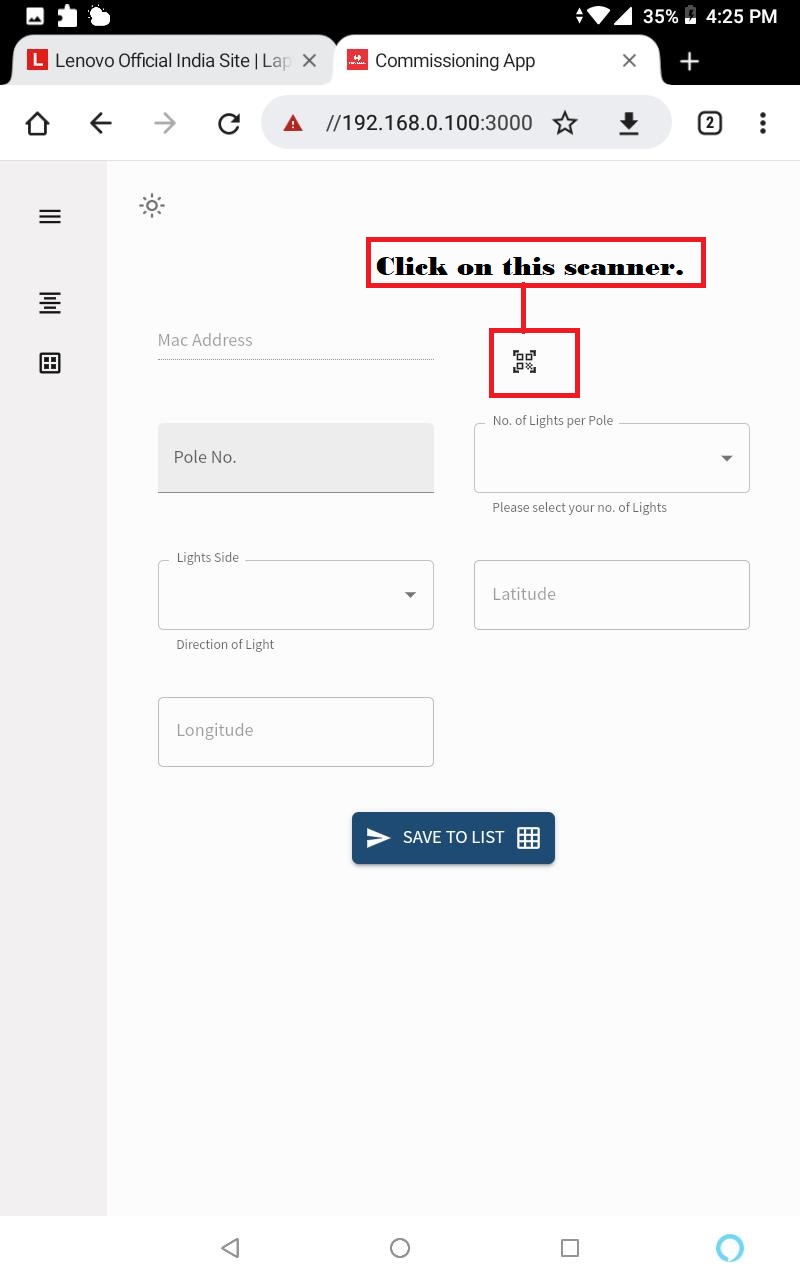 35% 4:25 PM
L Lenovo Official India Site | Lap
Commissioning App
//192.168.0.100:3000
2
Click on this scanner.
Mac Address
Pole No.
No. of Lights per Pole
Please select your no. of Lights
Lights Side
Direction of Light
Latitude
Longitude
SAVE TO LIST